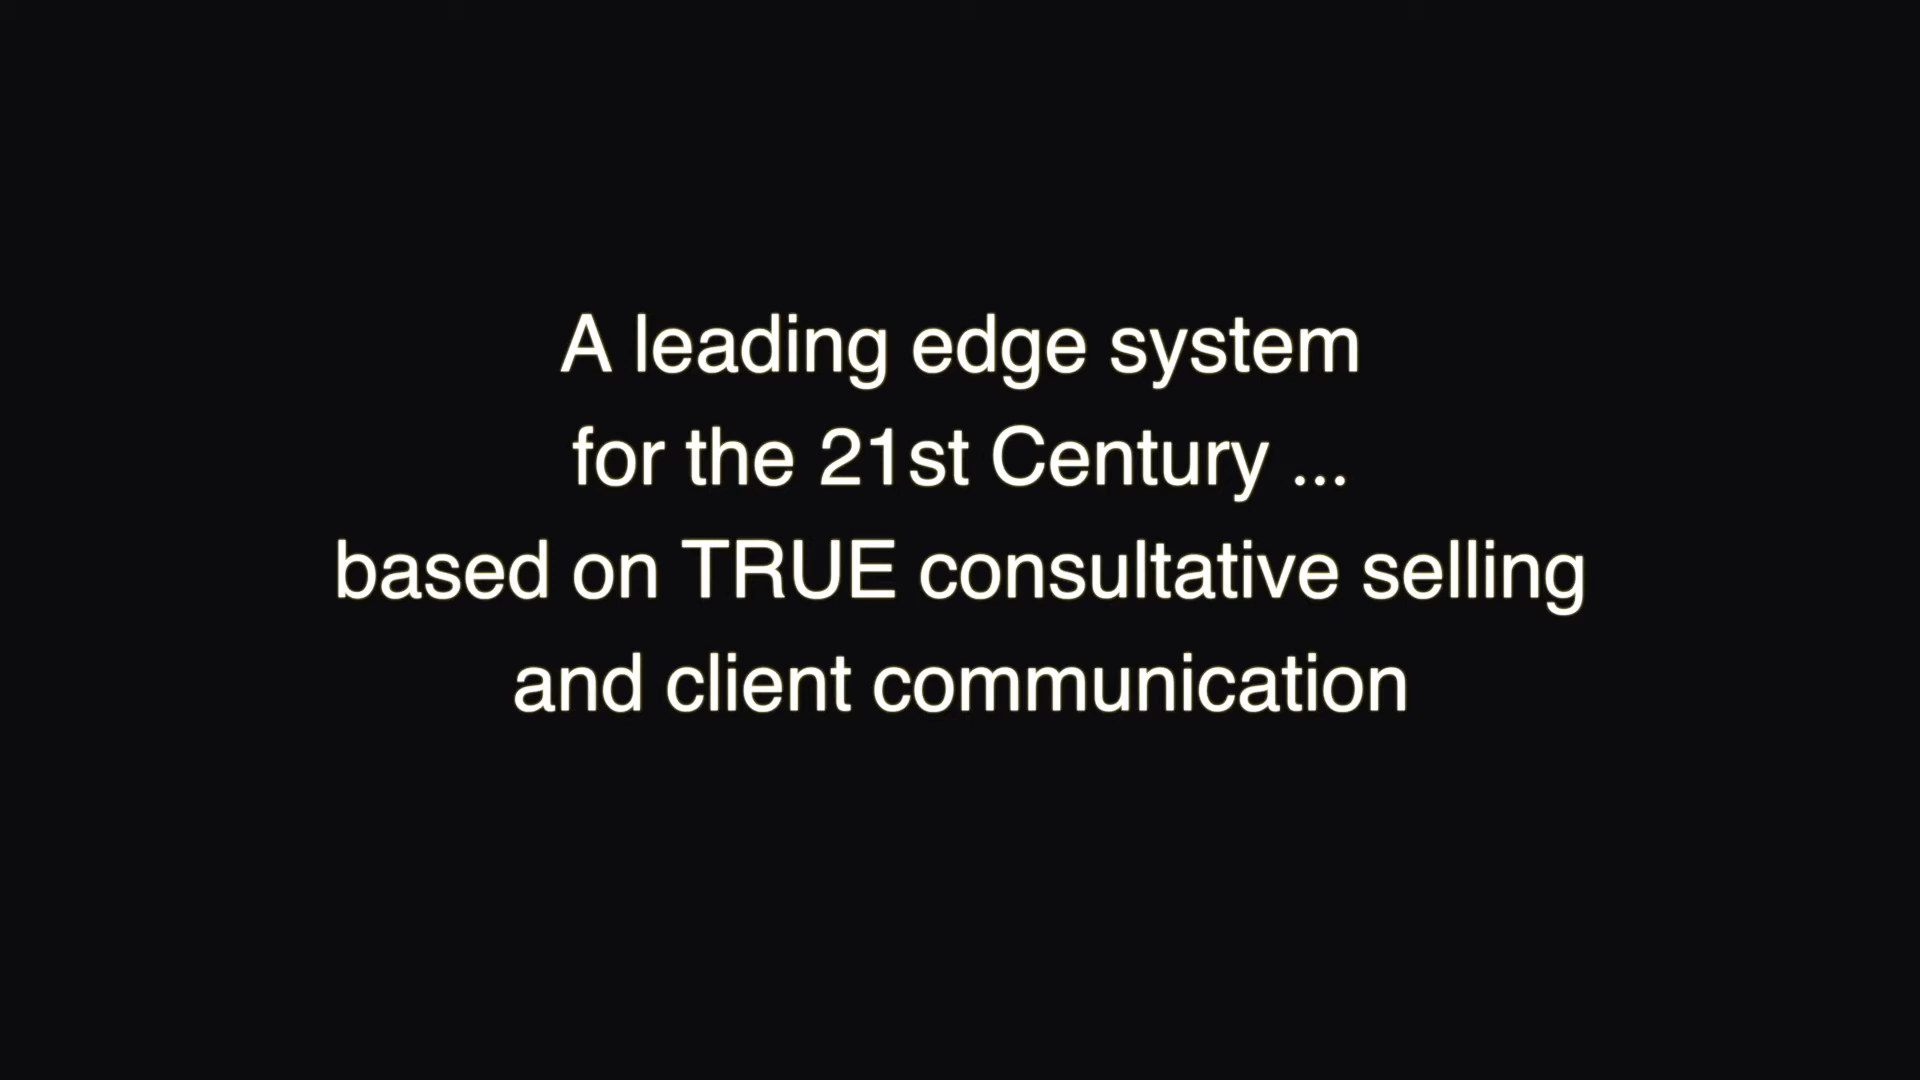 A leading edge system
for the 21st Century ...
based on TRUE consultative selling
and client communication